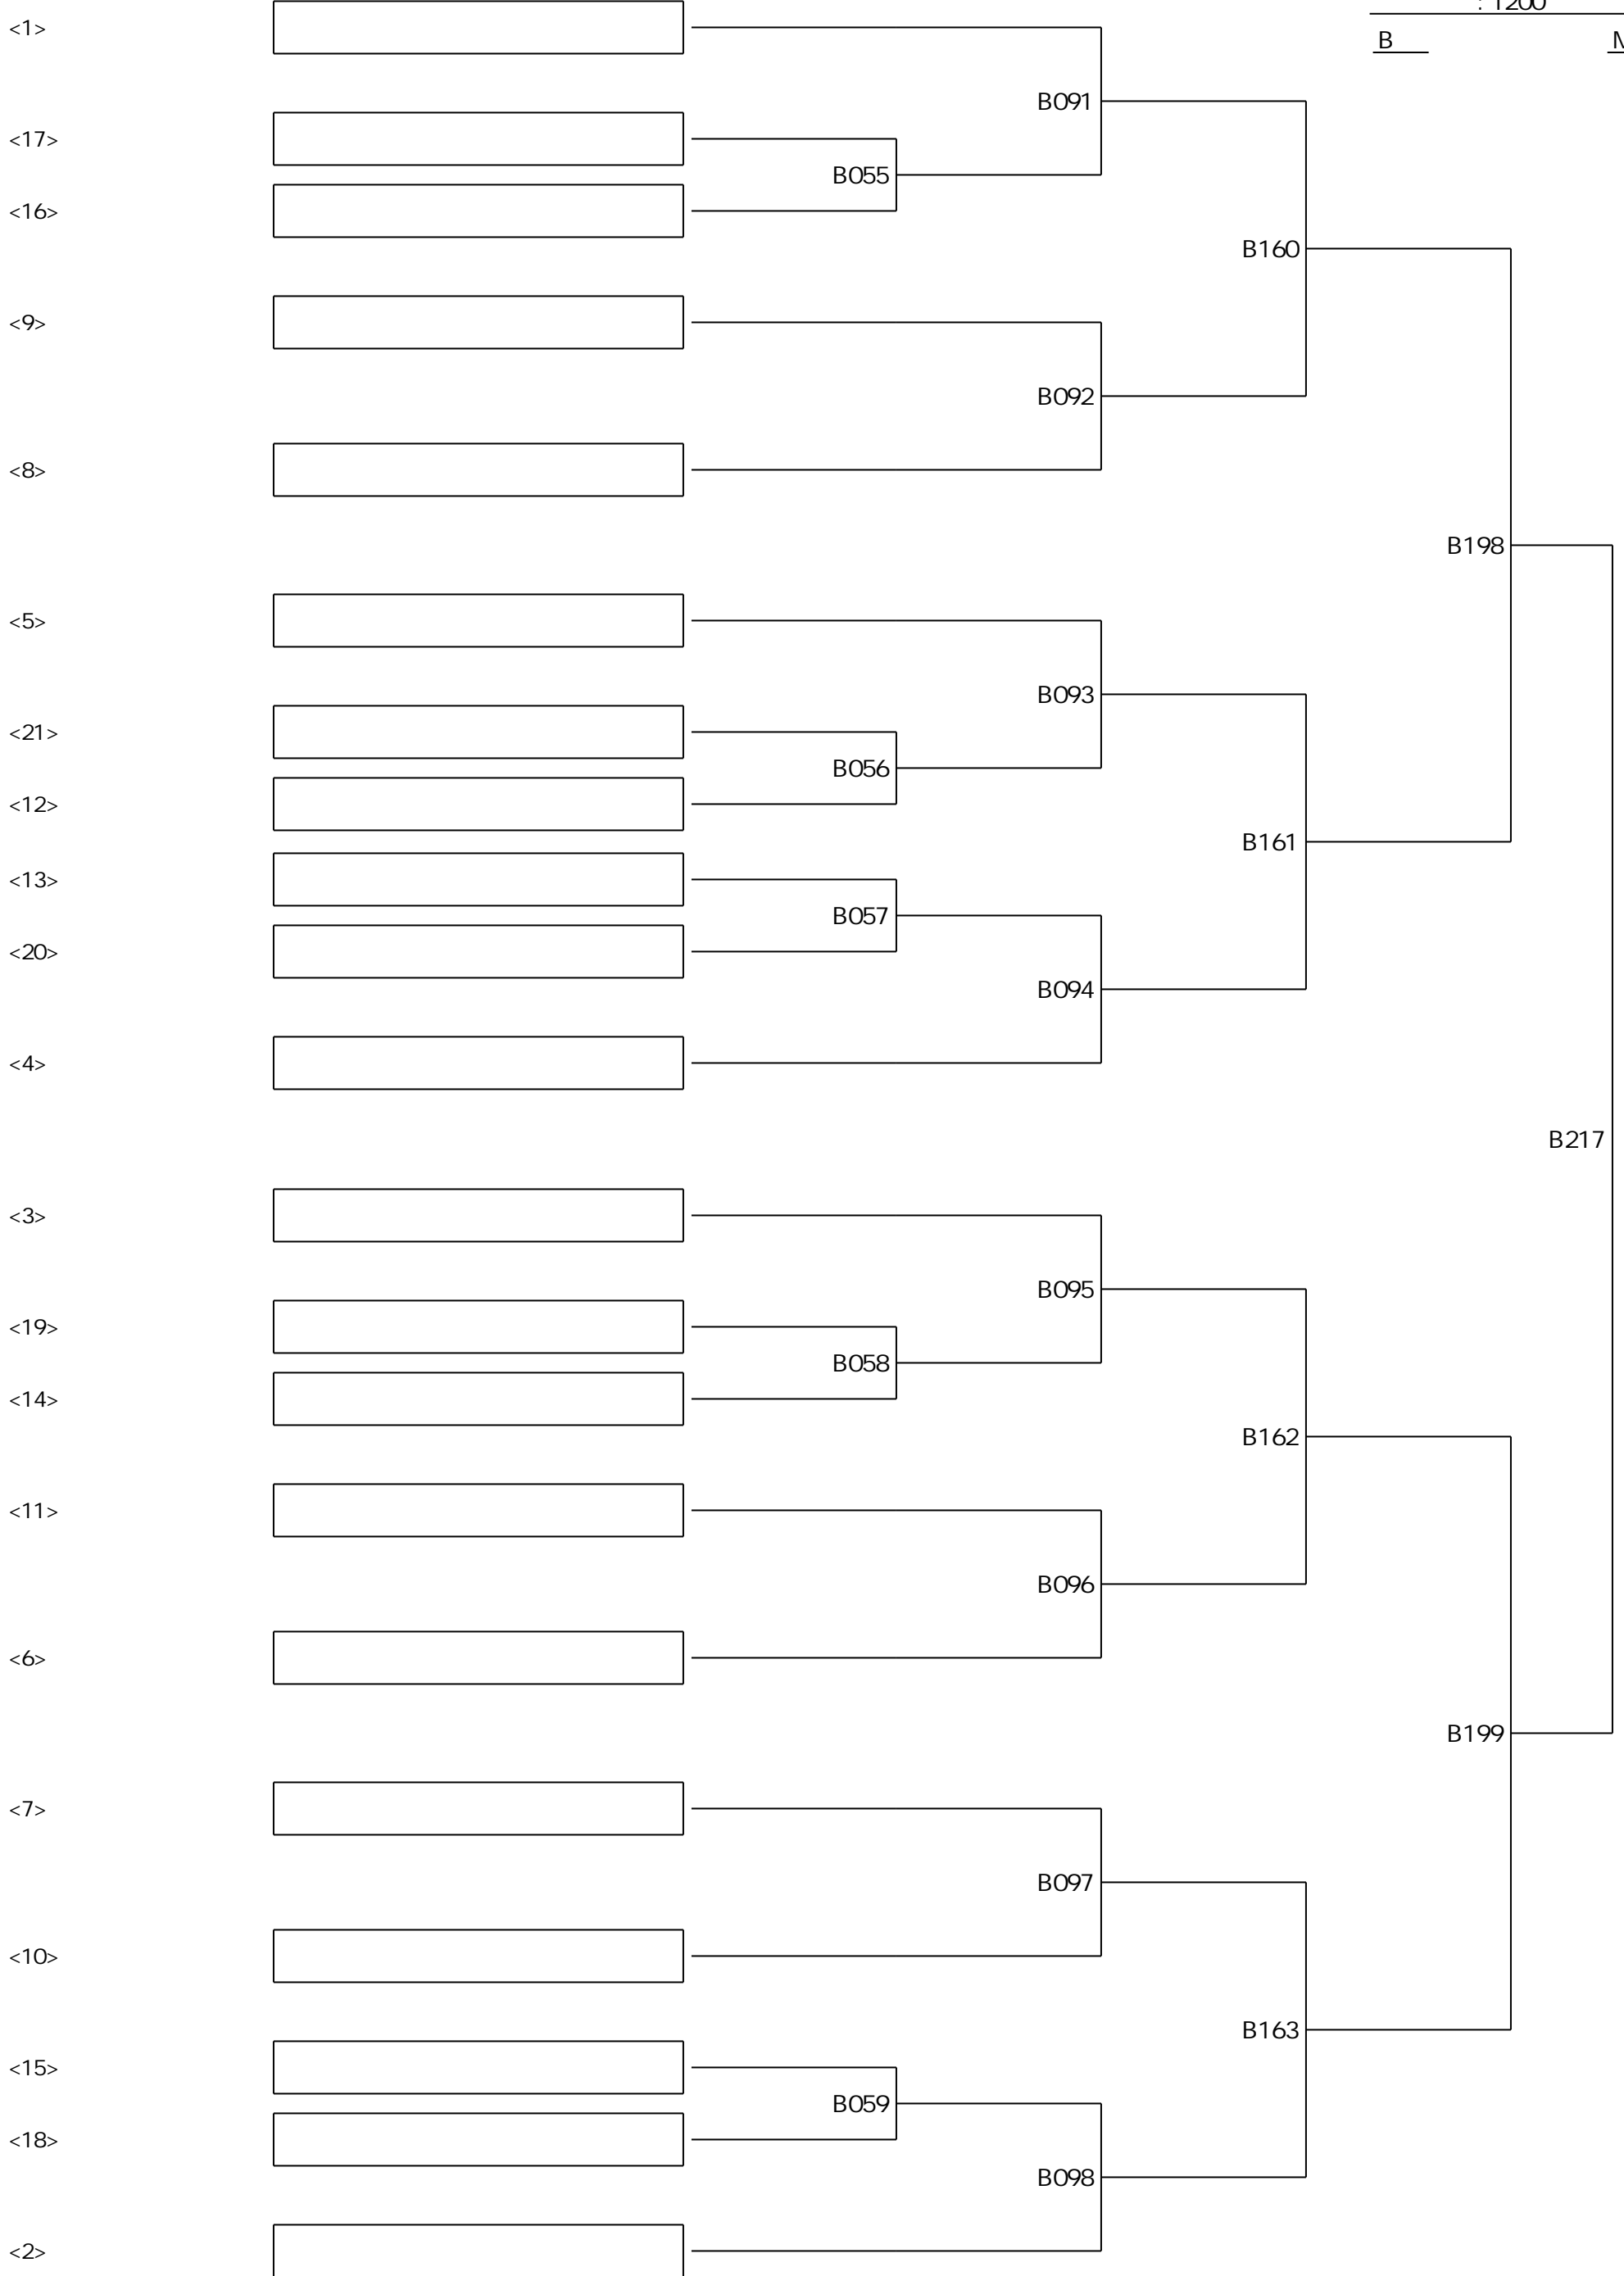 : 1200
<1>
B
B091
<17>
B055
<16>
B160
<9>
B092
<8>
B198
<5>
B093
<21>
B056
<12>
B161
<13>
B057
<20>
B094
<4>
B217
<3>
B095
<19>
B058
<14>
B162
<11>
B096
<6>
B199
<7>
B097
<10>
B163
<15>
B059
<18>
B098
<2>